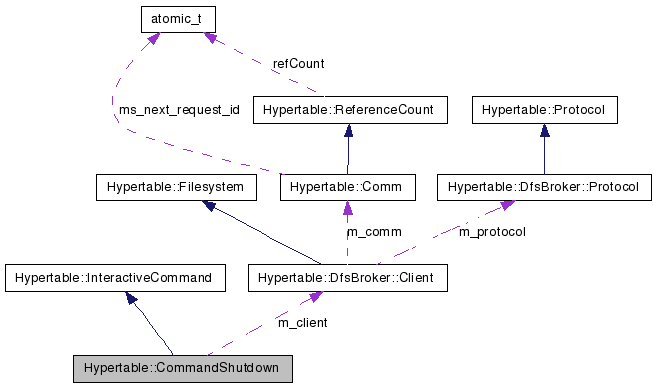 atomic_t
refCount
ms_next_request_id
Hypertable::ReferenceCount
Hypertable::Protocol
Hypertable::Filesystem
Hypertable::Comm
Hypertable::DfsBroker::Protocol
m_comm
m_protocol
Hypertable::InteractiveCommand
Hypertable::DfsBroker::Client
m_client
Hypertable::CommandShutdown